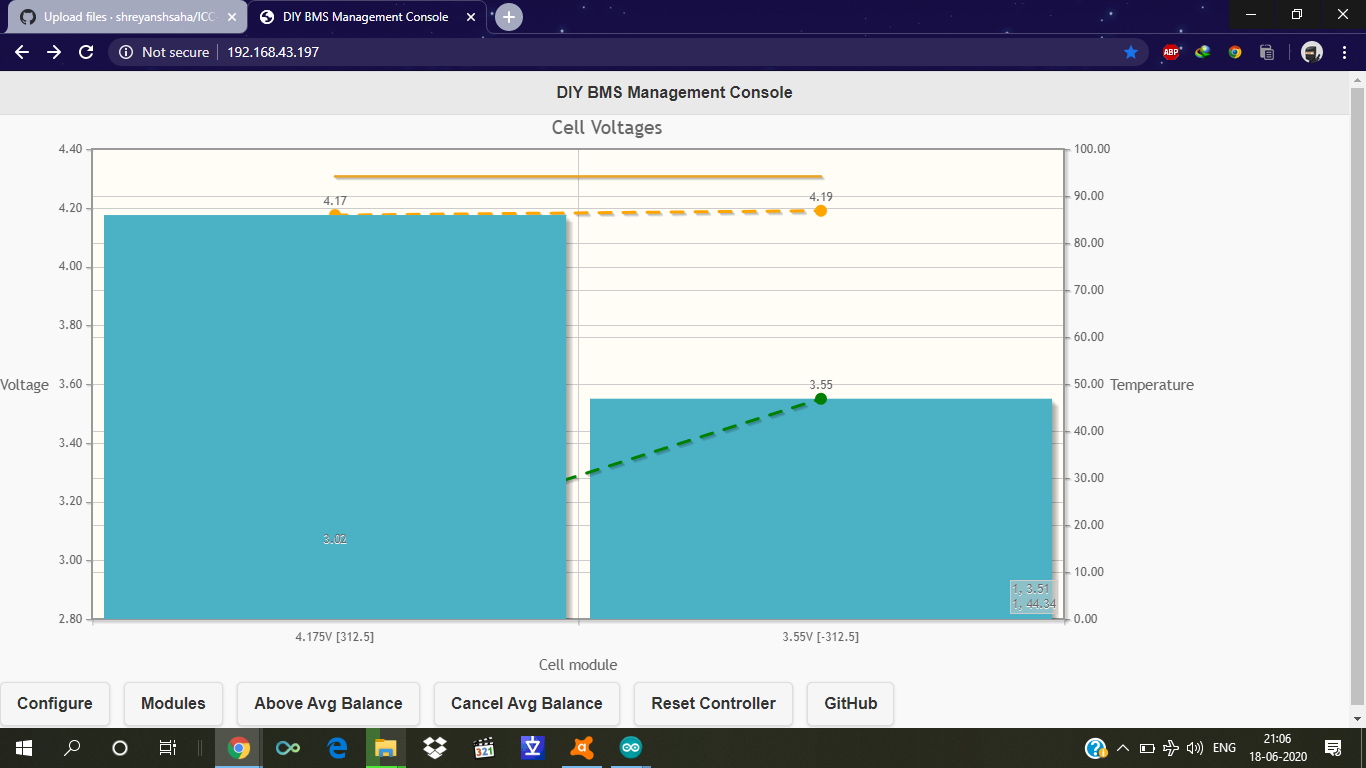 Upload files · shreyanshsaha/ICC
DIY BMS Management Console
Not secure
192.168.43.197
ABP
DIY BMS Management Console
Cell Voltages
4.40
100.00
90.00
4.17
4.19
4.20
80.00
4.00
70.00
3.80
60.00
Voltage
3.60
3.55
50.00
Temperature
3.40
40.00
30.00
3.20
20.00
3.02
3.00
10.00
1, 3.51
1, 44.34
2.80
0.00
4.175V [312.5]
3.55V [-312.5]
Cell module
Configure
Modules
Above Avg Balance
Cancel Avg Balance
Reset Controller
GitHub
321
ENG
21:06
18-06-2020